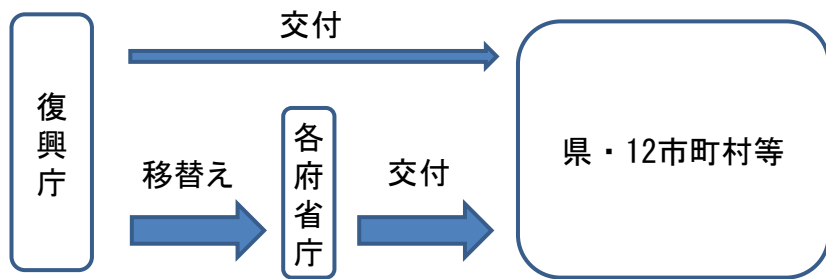 交付
復興庁
移替え
各府省庁
交付
県・12市町村等